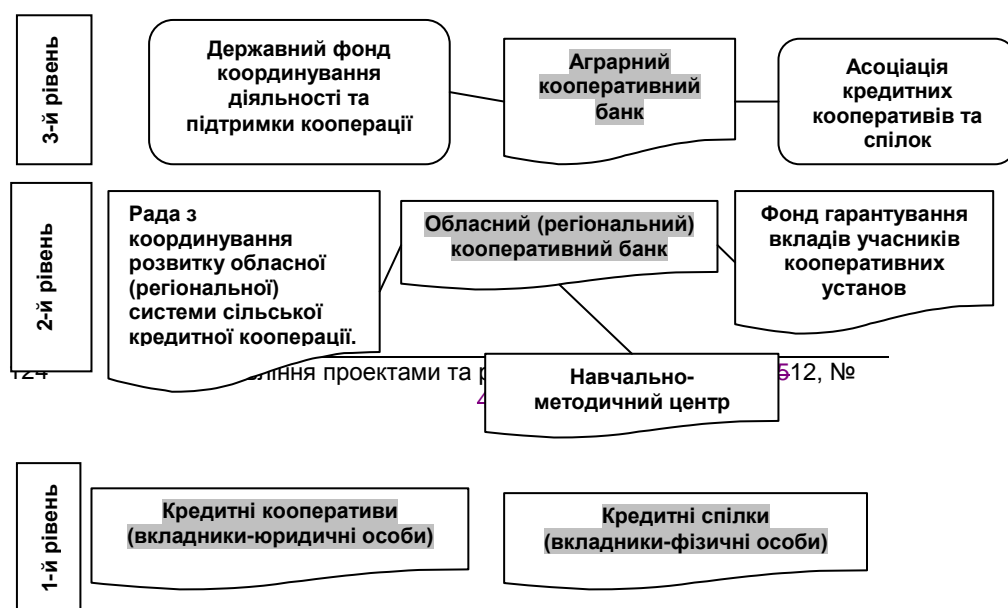 3-й рівень
Державний фонд
координування
діяльності та
підтримки кооперації
Аграрний
кооперативний
банк
Асоціація
кредитних
кооперативів та
спілок
2-й рівень
Рада з
координування
розвитку обласної
(регіональної)
системи сільської
кредитної кооперації.
Обласний (регіональний)
кооперативний банк
Фонд гарантування
вкладів учасників
кооперативних
установ
124 ління проектами та р 512, №
4
Навчально-
методичний центр
1-й рівень
Кредитні кооперативи
(вкладники-юридичні особи)
Кредитні спілки
(вкладники-фізичні особи)